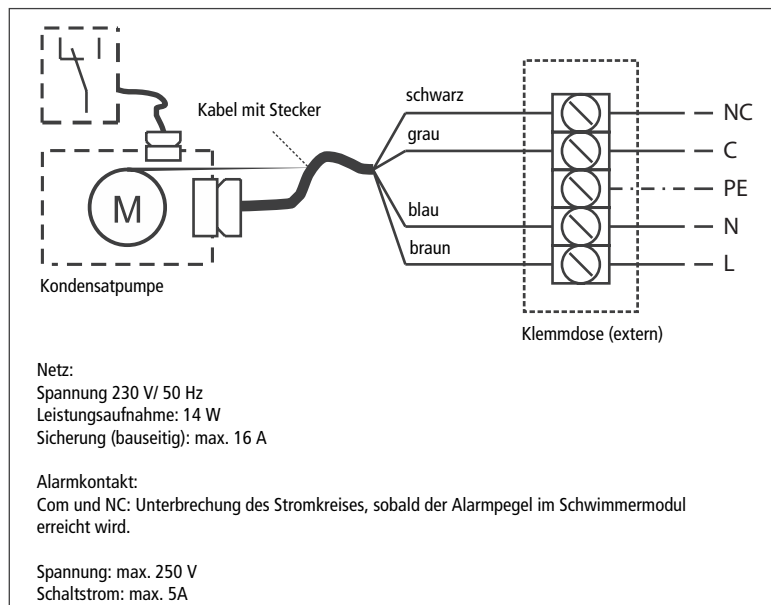 schwarz
NC
Kabel mit Stecker
grau
C
PE
M
blau
N
braun
L
Kondensatpumpe
Klemmdose (extern)
Netz:
Spannung 230 V/ 50 Hz
Leistungsaufnahme: 14 W
Sicherung (bauseitig): max. 16 A
Alarmkontakt:
Com und NC: Unterbrechung des Stromkreises, sobald der Alarmpegel im Schwimmermodul
erreicht wird.
Spannung: max. 250 V
Schaltstrom: max. 5A